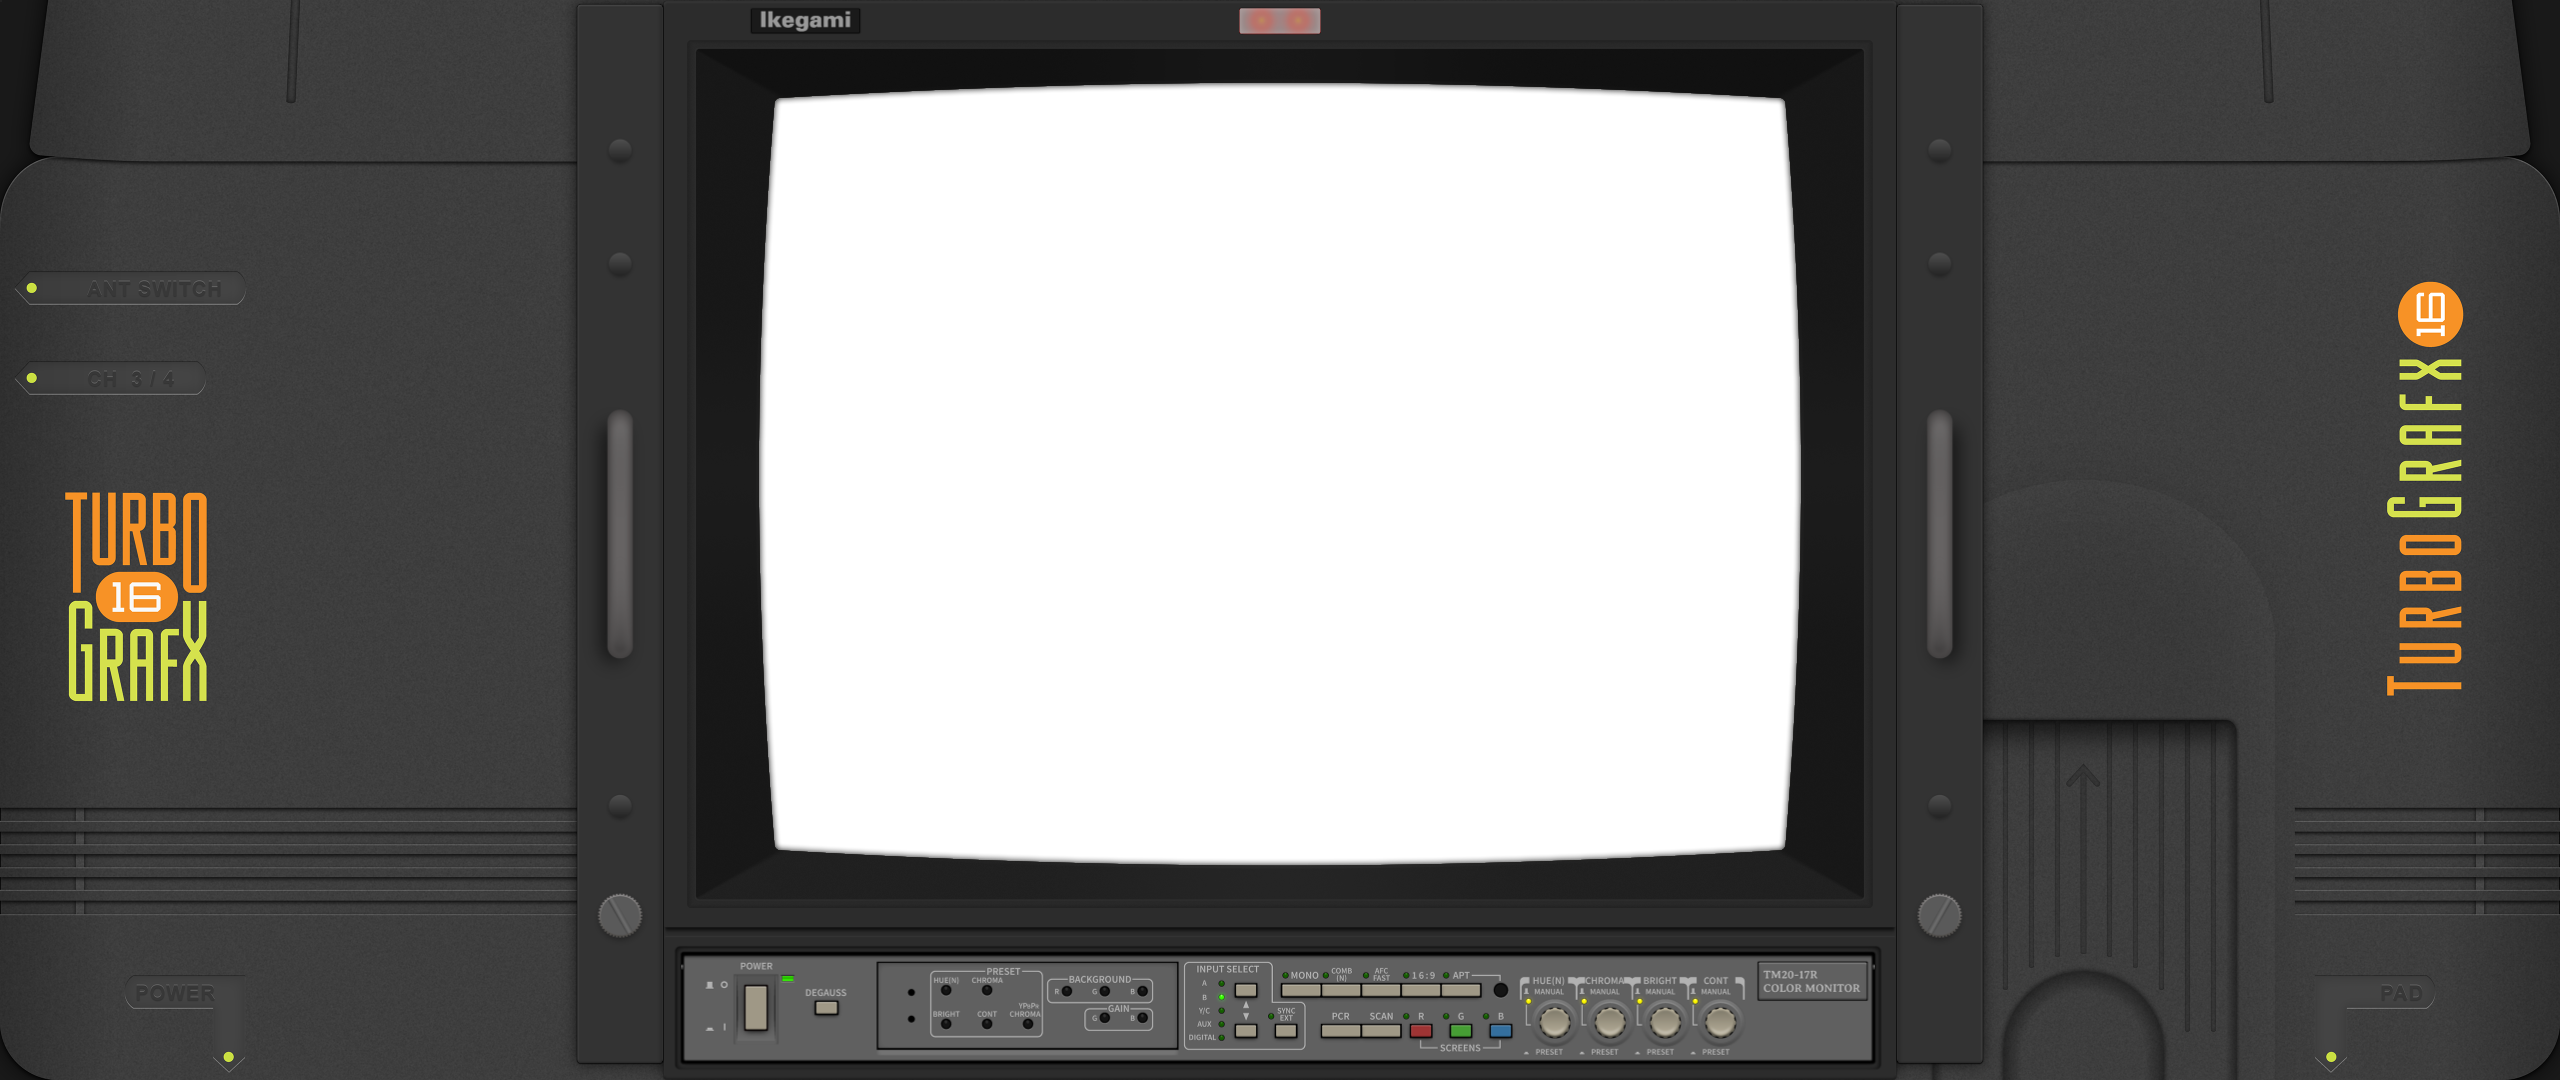 Ikegami
ANT SWITCH
CH 3 / 4
TURBO
16
GRAFX
TURBOGRAFX 16
POWER
PAD
POWER
DEGAUSS
PRESET
HUE(N) CHROMA
BRIGHT CONT YPbPr CHROMA
BACKGROUND
R G B
GAIN
G B
INPUT SELECT
A
B
Y/C
AUX
DIGITAL
SYNC EXT
MONO COMB (N) AFC FAST 16:9 APT
PCR SCAN R G B
SCREENS
HUE(N) CHROMA BRIGHT CONT
MANUAL MANUAL MANUAL MANUAL
PRESET PRESET PRESET PRESET
TM20-17R
COLOR MONITOR